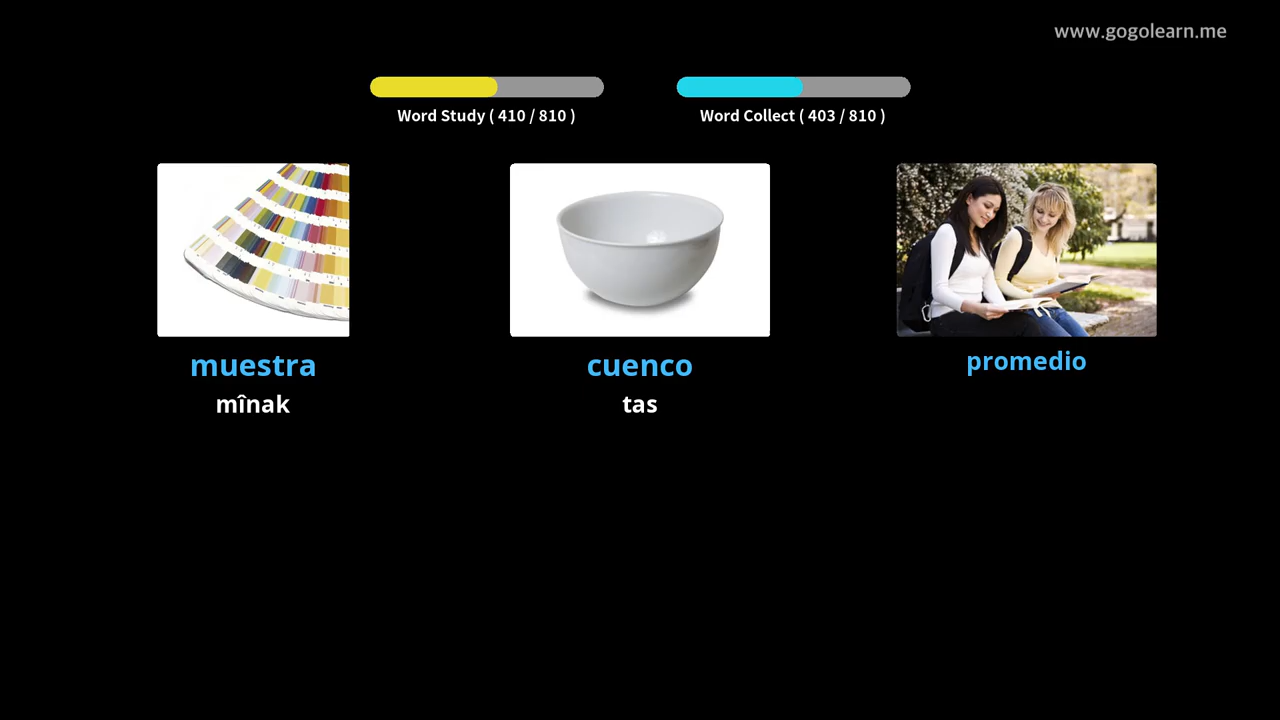 www.gogolearn.me
Word Study ( 410 / 810 )
Word Collect ( 403 / 810 )
muestra
mînak
cuenco
tas
promedio